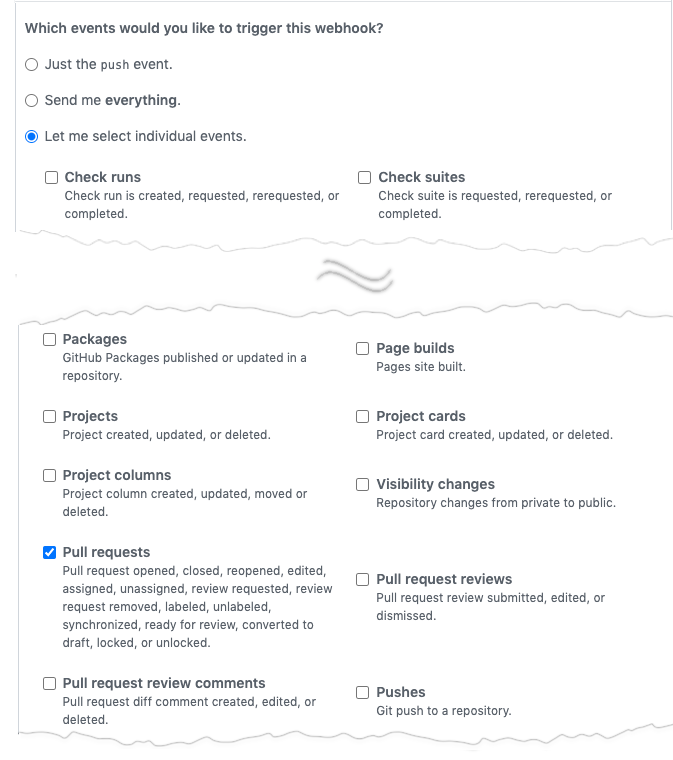 Which events would you like to trigger this webhook?
Just the push event.
Send me everything.
Let me select individual events.
Check runs
Check run is created, requested, rerequested, or
completed.
Check suites
Check suite is requested, rerequested, or
completed.
Packages
GitHub Packages published or updated in a
repository.
Page builds
Pages site built.
Projects
Project created, updated, or deleted.
Project cards
Project card created, updated, or deleted.
Project columns
Project column created, updated, moved or
deleted.
Visibility changes
Repository changes from private to public.
Pull requests
Pull request opened, closed, reopened, edited,
assigned, unassigned, review requested, review
request removed, labeled, unlabeled,
synchronized, ready for review, converted to
draft, locked, or unlocked.
Pull request reviews
Pull request review submitted, edited, or
dismissed.
Pull request review comments
Pull request diff comment created, edited, or
deleted.
Pushes
Git push to a repository.